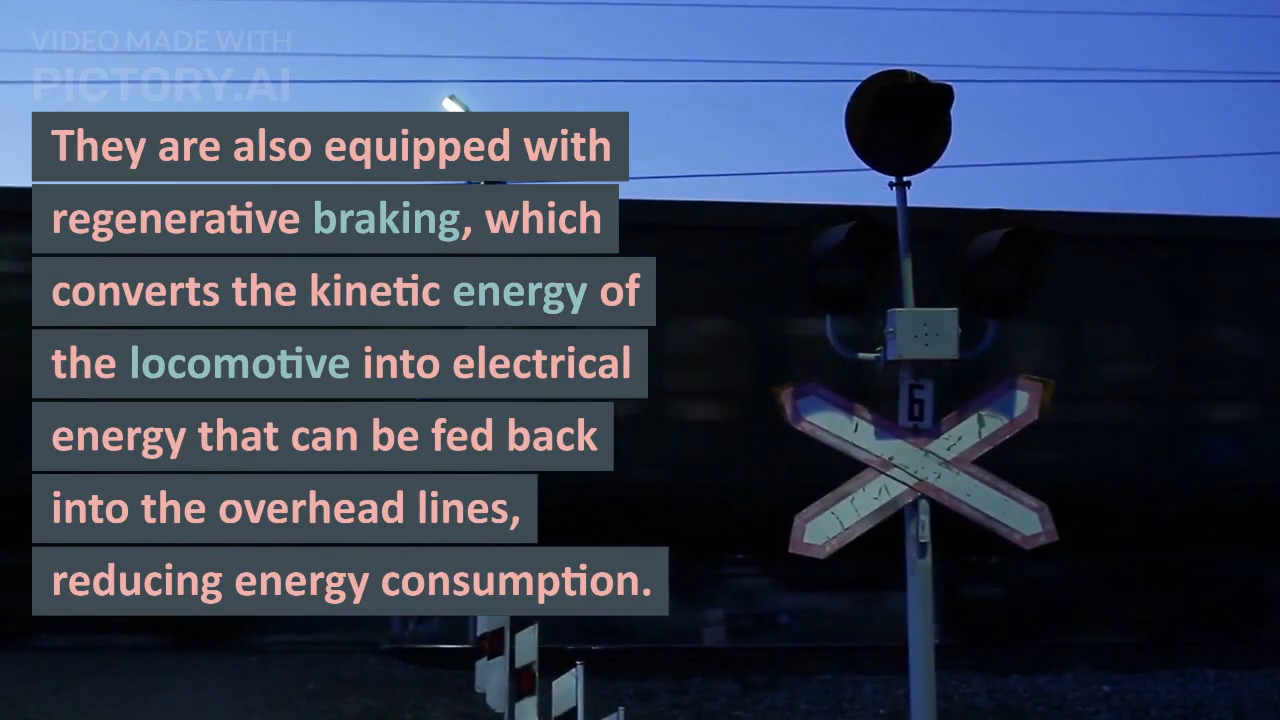 VIDEO MADE WITH
PICTORY.AI
They are also equipped with
regenerative braking, which
converts the kinetic energy of
the locomotive into electrical
energy that can be fed back
into the overhead lines,
reducing energy consumption.
6